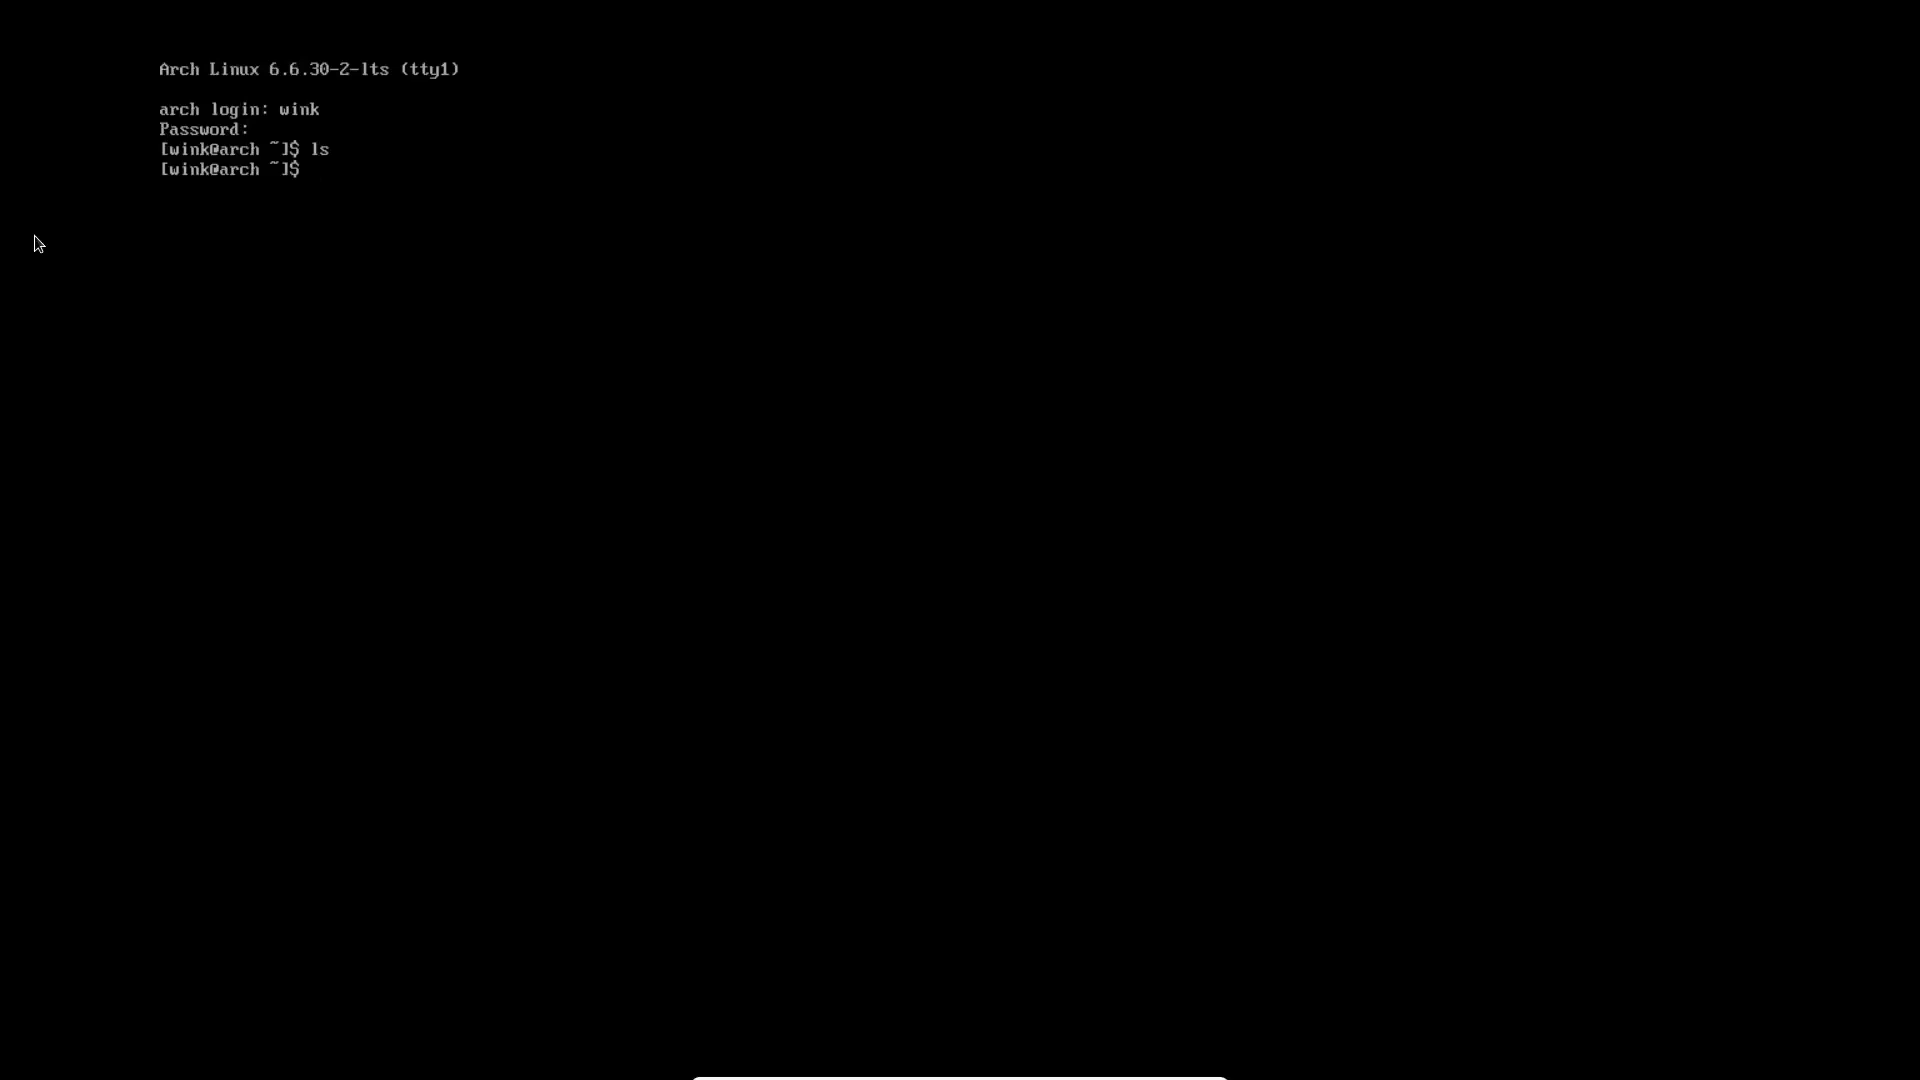 Arch Linux 6.6.30-2-lts (tty1)
arch login: wink
Password:
[wink@arch ~]$ ls
[wink@arch ~]$